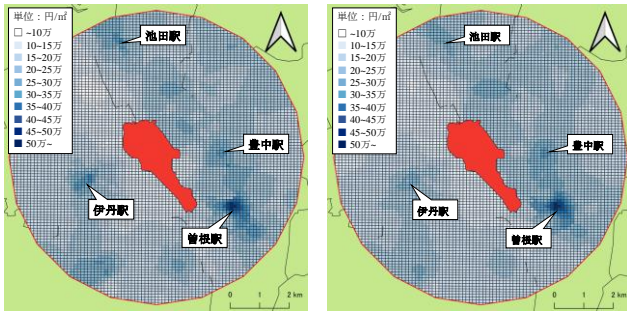 単位：円/㎡
~10万
10~15万
15~20万
20~25万
25~30万
30~35万
35~40万
40~45万
45~50万
50万~
池田駅
豊中駅
伊丹駅
曽根駅
0 1 2 km
単位：円/㎡
~10万
10~15万
15~20万
20~25万
25~30万
30~35万
35~40万
40~45万
45~50万
50万~
池田駅
豊中駅
伊丹駅
曽根駅
0 1 2 km